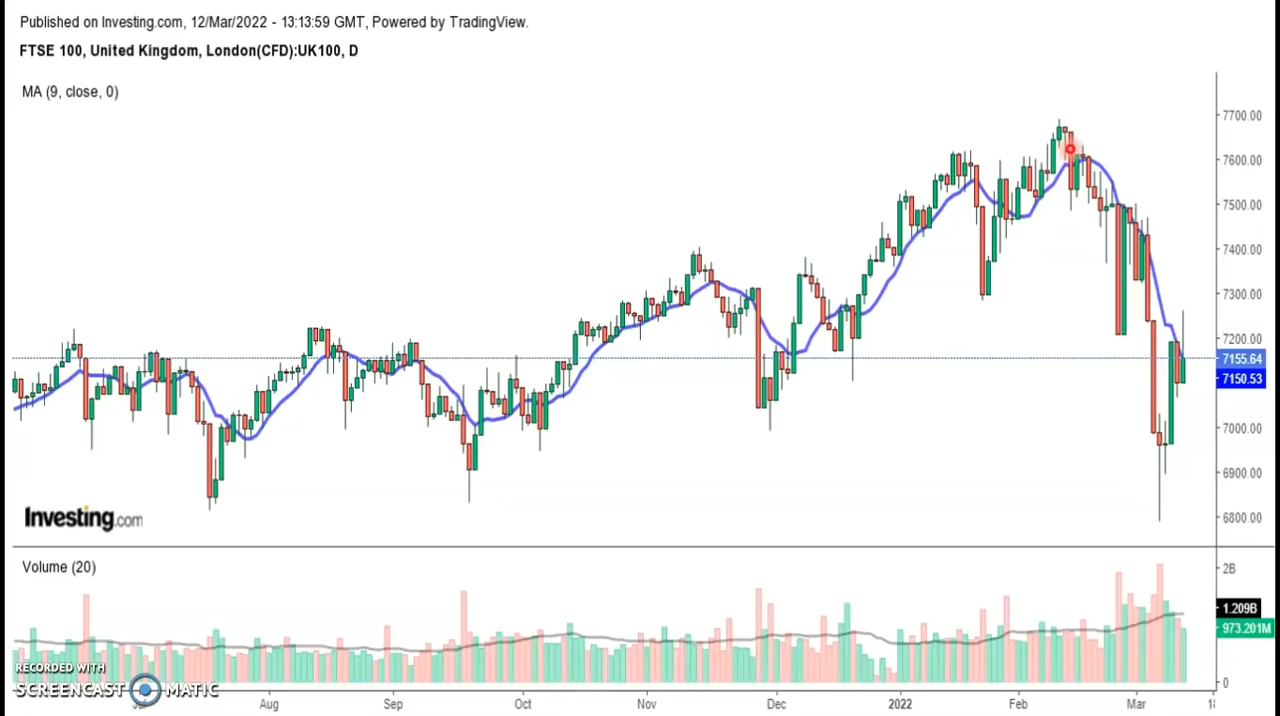 Published on Investing.com, 12/Mar/2022 - 13:13:59 GMT, Powered by TradingView.
FTSE 100, United Kingdom, London(CFD):UK100, D
MA (9, close, 0)
7700.00
7600.00
7500.00
7400.00
7300.00
7200.00
7155.64
7150.53
7000.00
6900.00
6800.00
Investing.com
Volume (20)
2B
1.209B
973.201M
0
RECORDED WITH
SCREENCAST MATIC
Aug
Sep
Oct
Nov
Dec
2022
Feb
Mar